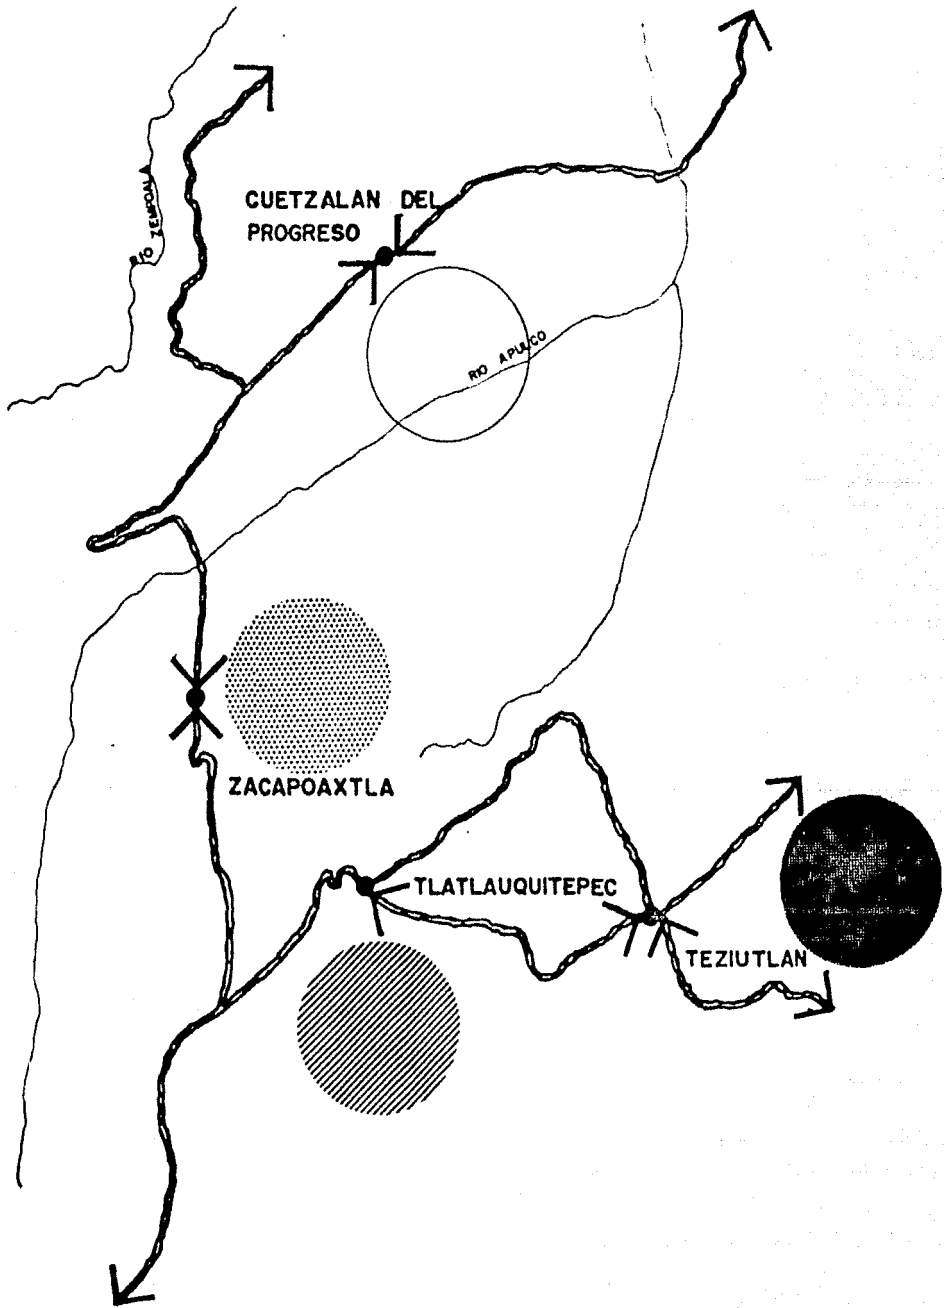 RIO ZEMPOALA
CUETZALAN DEL
PROGRESO
RIO APULCO
ZACAPOAXTLA
TLATLAUQUITEPEC
TEZIUTLAN